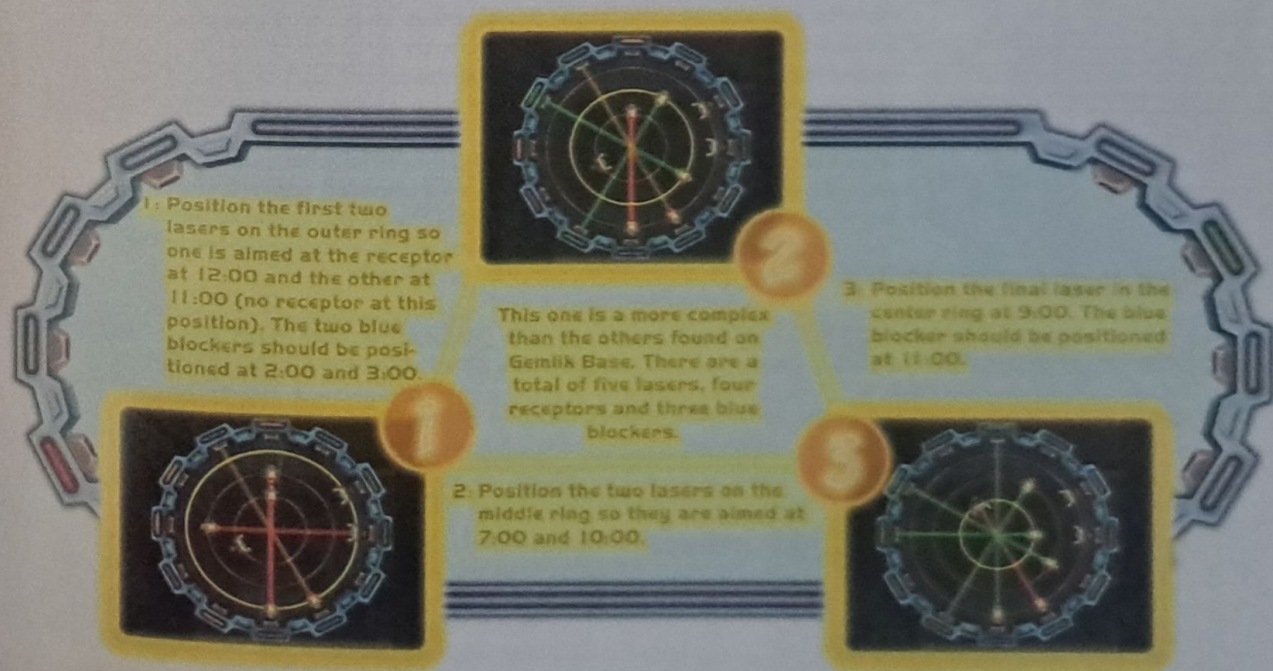 1: Position the first two
lasers on the outer ring so
one is aimed at the receptor
at 12:00 and the other at
11:00 (no receptor at this
position). The two blue
blockers should be posi-
tioned at 2:00 and 3:00.
1
This one is a more complex
than the others found on
Gemlik Base. There are a
total of five lasers, four
receptors and three blue
blockers.
2
2: Position the two lasers on the
middle ring so they are aimed at
7:00 and 10:00.
3: Position the final laser in the
center ring at 9:00. The blue
blocker should be positioned
at 11:00.
3